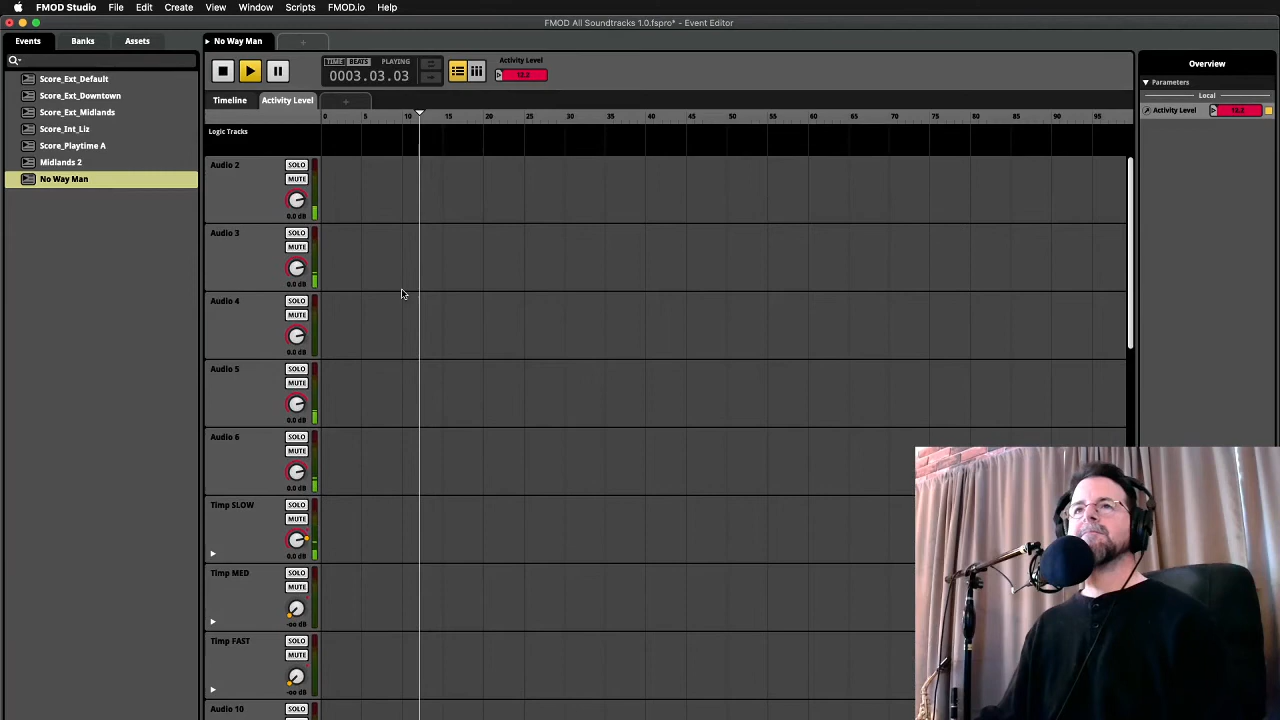 FMOD Studio File Edit Create View Window Scripts FMOD.io Help
FMOD All Soundtracks 1.0.fspro* - Event Editor
Events Banks Assets
No Way Man
Score_Ext_Default
Score_Ext_Downtown
Score_Ext_Midlands
Score_Int_Liz
Score_Playtime A
Midlands 2
No Way Man
TIME BEATS PLAYING
0003.03.03
Activity Level
12.2
Timeline Activity Level
0 5 10 15 20 25 30 35 40 45 50 55 60 65 70 75 80 85 90 95
Logic Tracks
Audio 2 SOLO
MUTE
0.0 dB
Audio 3 SOLO
MUTE
0.0 dB
Audio 4 SOLO
MUTE
0.0 dB
Audio 5 SOLO
MUTE
0.0 dB
Audio 6 SOLO
MUTE
0.0 dB
Timp SLOW SOLO
MUTE
0.0 dB
Timp MED SOLO
MUTE
-oo dB
Timp FAST SOLO
MUTE
-oo dB
Audio 10
Overview
Parameters
Local
Activity Level 12.2